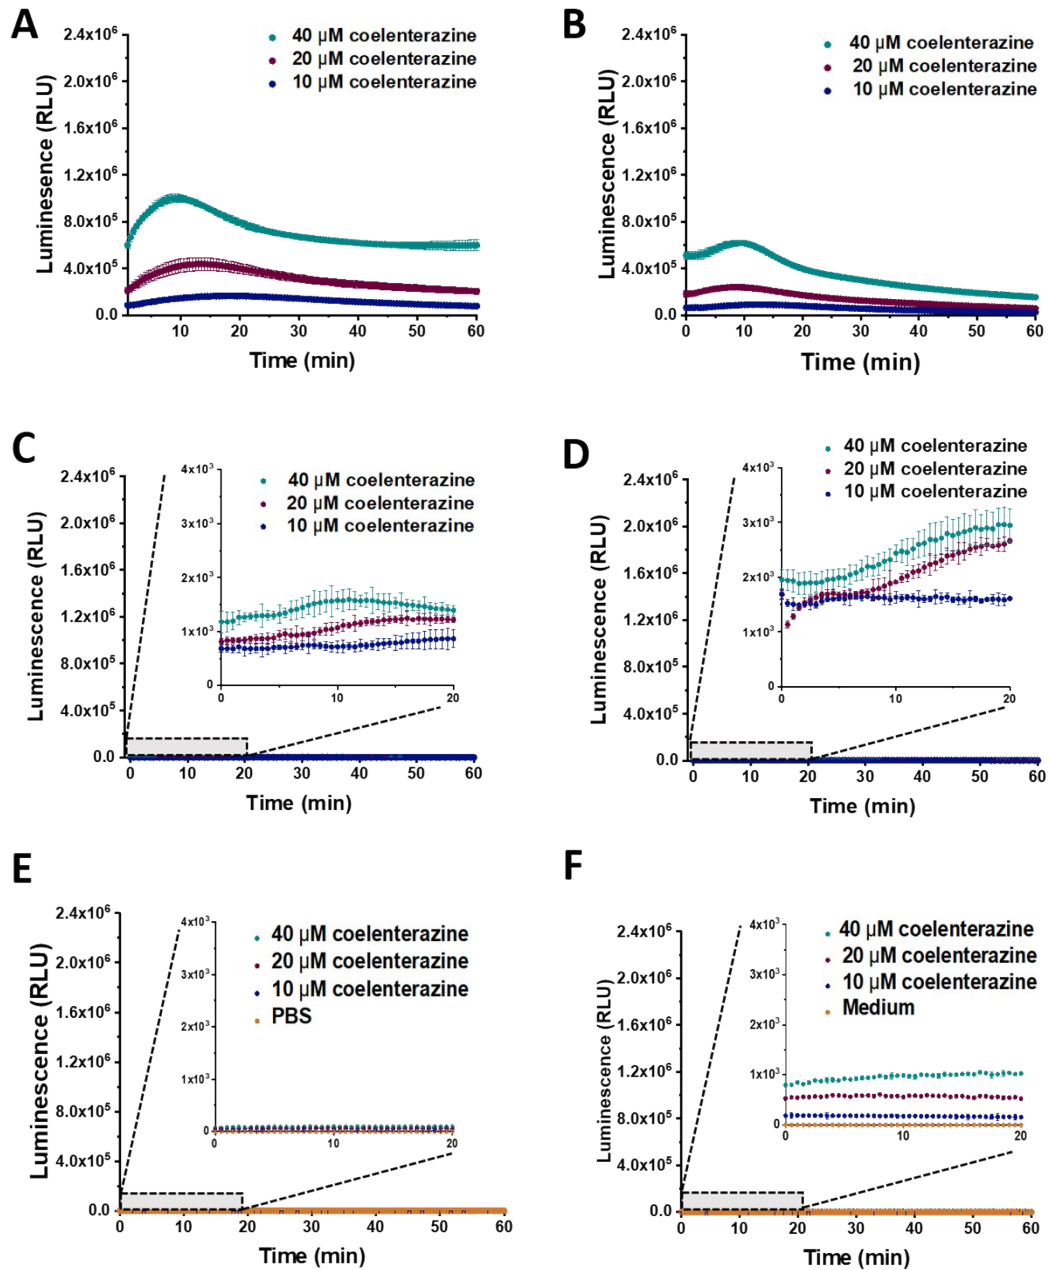 A
Luminesence (RLU)
2.4x10⁶
2.0x10⁶
1.6x10⁶
1.2x10⁶
8.0x10⁵
4.0x10⁵
0.0
40 µM coelenterazine
20 µM coelenterazine
10 µM coelenterazine
10 20 30 40 50 60
Time (min)
B
Luminescence (RLU)
2.4x10⁶
2.0x10⁶
1.6x10⁶
1.2x10⁶
8.0x10⁵
4.0x10⁵
0.0
40 µM coelenterazine
20 µM coelenterazine
10 µM coelenterazine
0 10 20 30 40 50 60
Time (min)
C
Luminescence (RLU)
2.4x10⁶
2.0x10⁶
1.6x10⁶
1.2x10⁶
8.0x10⁵
4.0x10⁵
0.0
4x10³
3x10³
2x10³
1x10³
0
40 µM coelenterazine
20 µM coelenterazine
10 µM coelenterazine
0 10 20
0 10 20 30 40 50 60
Time (min)
D
Luminescence (RLU)
2.4x10⁶
2.0x10⁶
1.6x10⁶
1.2x10⁶
8.0x10⁵
4.0x10⁵
0.0
40 µM coelenterazine
20 µM coelenterazine
10 µM coelenterazine
4x10³
3x10³
2x10³
1x10³
0
0 10 20
0 10 20 30 40 50 60
Time (min)
E
Luminescence (RLU)
2.4x10⁶
2.0x10⁶
1.6x10⁶
1.2x10⁶
8.0x10⁵
4.0x10⁵
0.0
4x10³
3x10³
2x10³
1x10³
0
40 µM coelenterazine
20 µM coelenterazine
10 µM coelenterazine
PBS
0 10 20
0 10 20 30 40 50 60
Time (min)
F
Luminescence (RLU)
2.4x10⁶
2.0x10⁶
1.6x10⁶
1.2x10⁶
8.0x10⁵
4.0x10⁵
0.0
4x10³
3x10³
2x10³
1x10³
0
40 µM coelenterazine
20 µM coelenterazine
10 µM coelenterazine
Medium
0 10 20
0 10 20 30 40 50 60
Time (min)